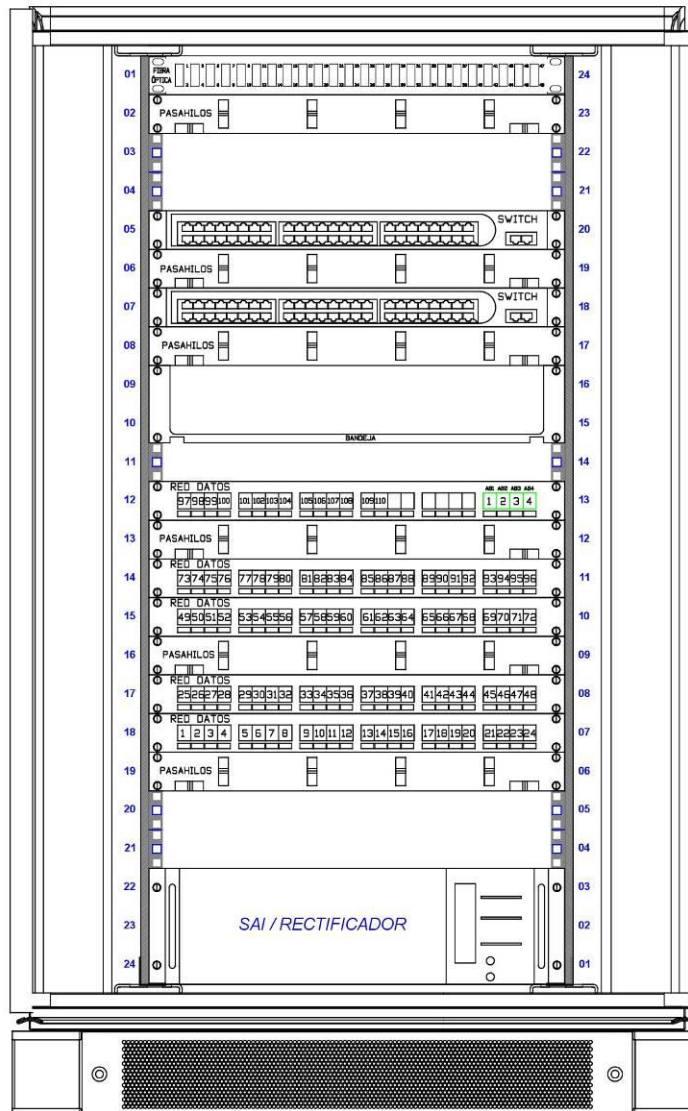 01 FIBRA ÓPTICA 24
02 PASAHILOS 23
03 22
04 21
05 SWITCH 20
06 PASAHILOS 19
07 SWITCH 18
08 PASAHILOS 17
09 16
10 15
BANDEJA
11 14
RED DATOS AB1 AB2 AB3 AB4
12 97 98 99 100 101 102 103 104 105 106 107 108 109 110 1 2 3 4 13
13 PASAHILOS 12
RED DATOS
14 73 74 75 76 77 78 79 80 81 82 83 84 85 86 87 88 89 90 91 92 93 94 95 96 11
RED DATOS
15 49 50 51 52 53 54 55 56 57 58 59 60 61 62 63 64 65 66 67 68 69 70 71 72 10
16 PASAHILOS 09
RED DATOS
17 25 26 27 28 29 30 31 32 33 34 35 36 37 38 39 40 41 42 43 44 45 46 47 48 08
RED DATOS
18 1 2 3 4 5 6 7 8 9 10 11 12 13 14 15 16 17 18 19 20 21 22 23 24 07
19 PASAHILOS 06
20 05
21 04
22 03
23 SAI / RECTIFICADOR 02
24 01